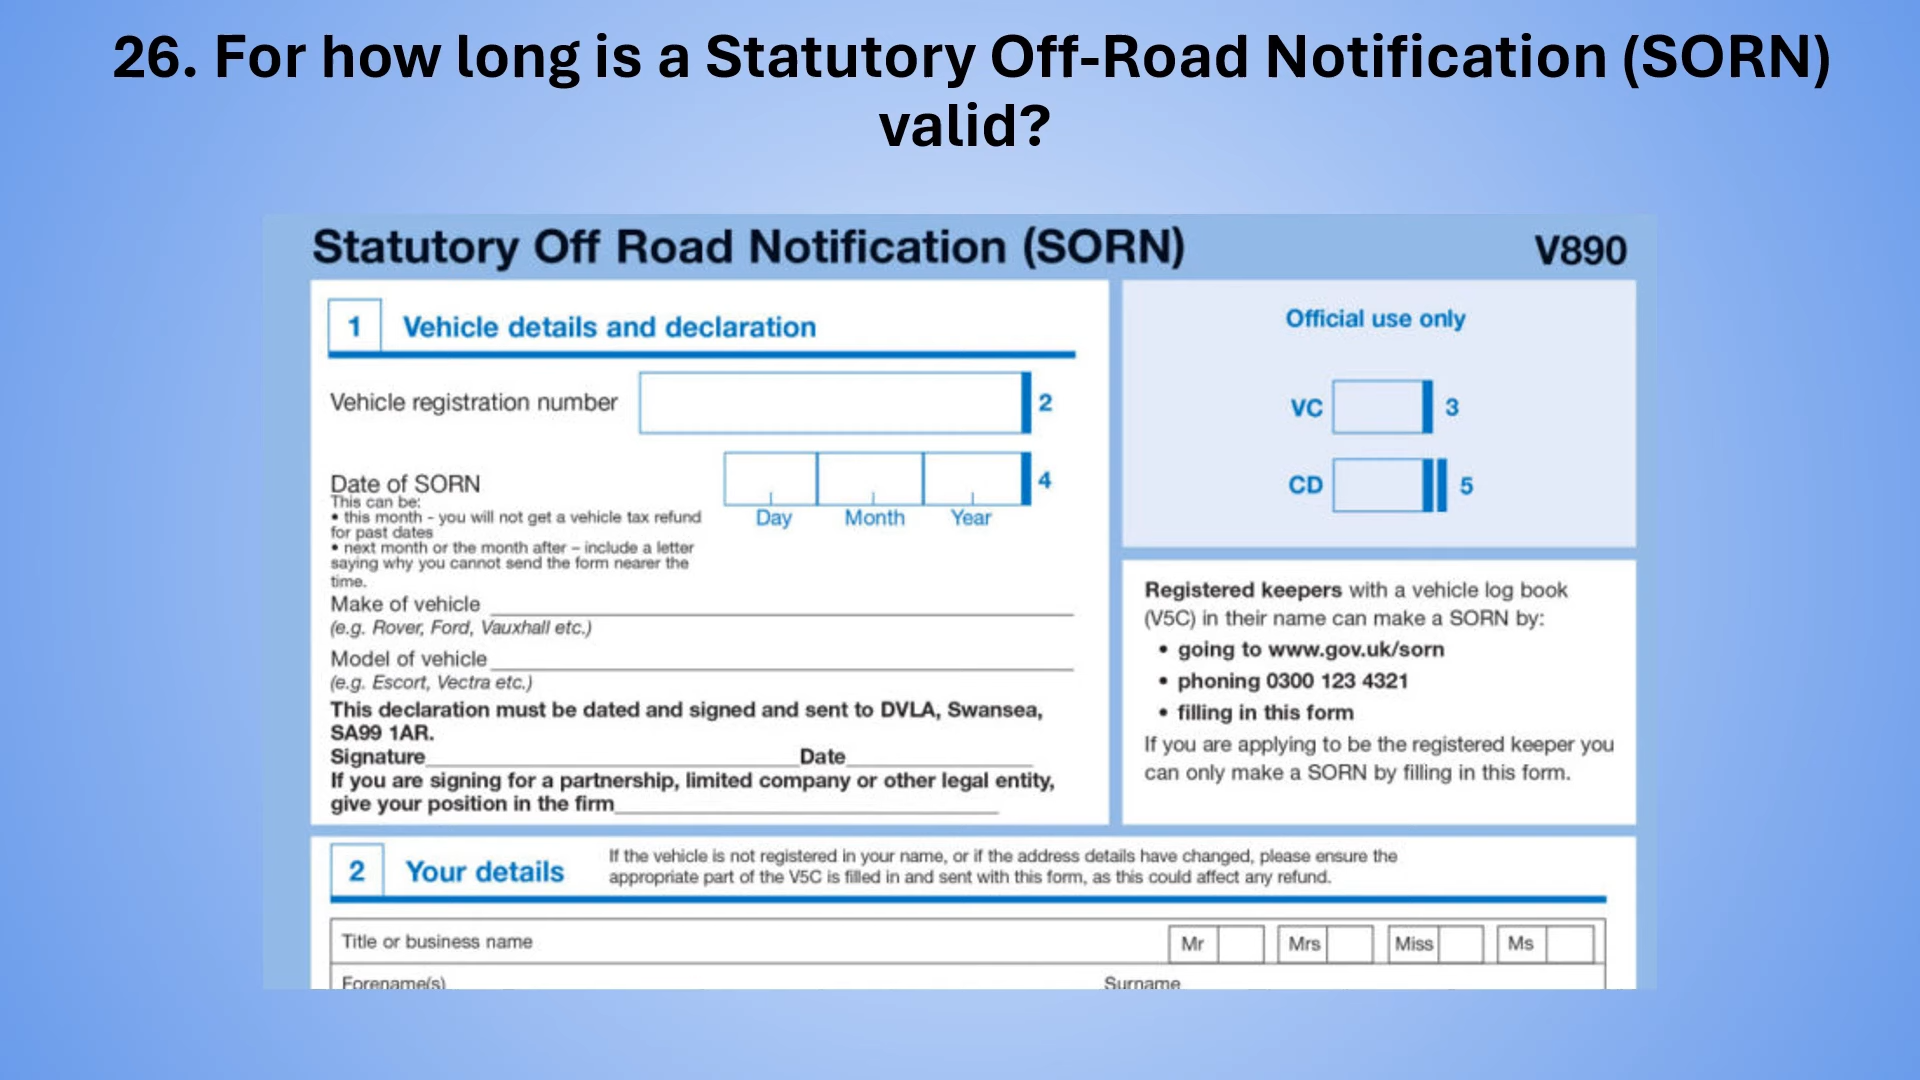 26. For how long is a Statutory Off-Road Notification (SORN)
valid?
Statutory Off Road Notification (SORN)
V890
1 Vehicle details and declaration
Vehicle registration number
2
Date of SORN
This can be:
• this month - you will not get a vehicle tax refund
for past dates
• next month or the month after – include a letter
saying why you cannot send the form nearer the
time.
4
Day Month Year
Make of vehicle
(e.g. Rover, Ford, Vauxhall etc.)
Model of vehicle
(e.g. Escort, Vectra etc.)
This declaration must be dated and signed and sent to DVLA, Swansea,
SA99 1AR.
Signature Date
If you are signing for a partnership, limited company or other legal entity,
give your position in the firm
Official use only
VC 3
CD 5
Registered keepers with a vehicle log book
(V5C) in their name can make a SORN by:
• going to www.gov.uk/sorn
• phoning 0300 123 4321
• filling in this form
If you are applying to be the registered keeper you
can only make a SORN by filling in this form.
2 Your details
If the vehicle is not registered in your name, or if the address details have changed, please ensure the
appropriate part of the V5C is filled in and sent with this form, as this could affect any refund.
Title or business name
Mr Mrs Miss Ms
Forename(s) Surname